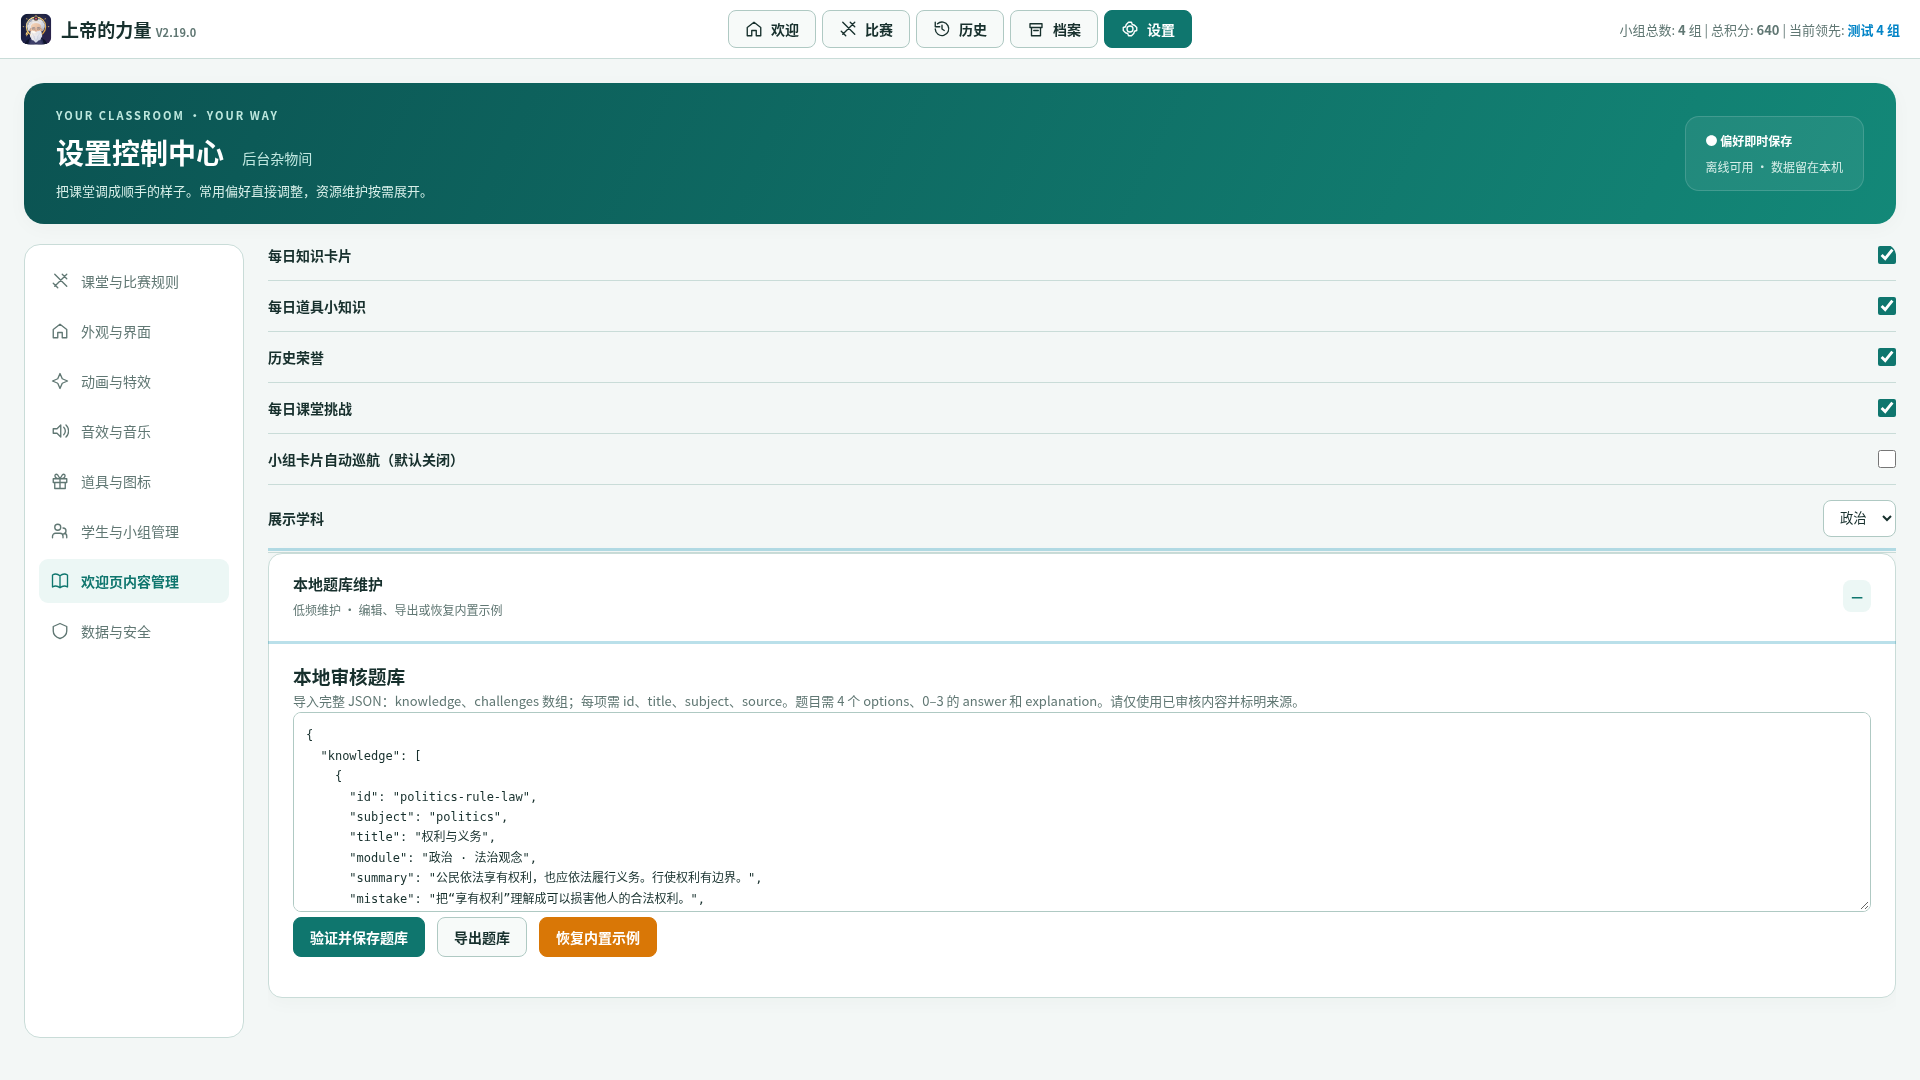 上帝的力量 V2.19.0
欢迎
比赛
历史
档案
设置
小组总数: 4 组 | 总积分: 640 | 当前领先: 测试 4 组
YOUR CLASSROOM · YOUR WAY
设置控制中心 后台杂物间
把课堂调成顺手的样子。常用偏好直接调整，资源维护按需展开。
偏好即时保存
离线可用 · 数据留在本机
课堂与比赛规则
外观与界面
动画与特效
音效与音乐
道具与图标
学生与小组管理
欢迎页内容管理
数据与安全
每日知识卡片
每日道具小知识
历史荣誉
每日课堂挑战
小组卡片自动巡航（默认关闭）
展示学科
政治
本地题库维护
低频维护 · 编辑、导出或恢复内置示例
本地审核题库
导入完整 JSON：knowledge、challenges 数组；每项需 id、title、subject、source。题目需 4 个 options、0–3 的 answer 和 explanation。请仅使用已审核内容并标明来源。
{
"knowledge": [
{
"id": "politics-rule-law",
"subject": "politics",
"title": "权利与义务",
"module": "政治 · 法治观念",
"summary": "公民依法享有权利，也应依法履行义务。行使权利有边界。",
"mistake": "把“享有权利”理解成可以损害他人的合法权利。",
验证并保存题库
导出题库
恢复内置示例